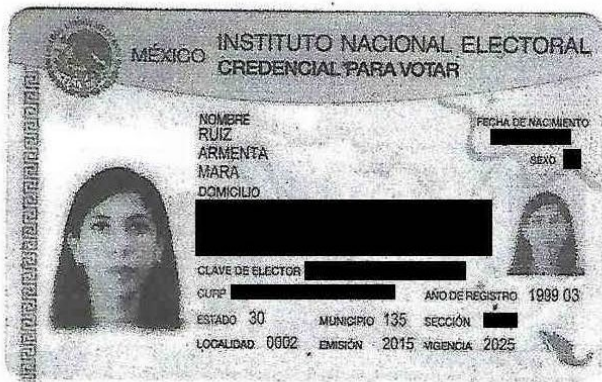 MÉXICO INSTITUTO NACIONAL ELECTORAL
CREDENCIAL PARA VOTAR
NOMBRE
RUIZ
ARMENTA
MARA
FECHA DE NACIMIENTO
SEXO
DOMICILIO
CLAVE DE ELECTOR
CURP AÑO DE REGISTRO 1999 03
ESTADO 30 MUNICIPIO 135 SECCIÓN
LOCALIDAD 0002 EMISIÓN 2015 VIGENCIA 2025